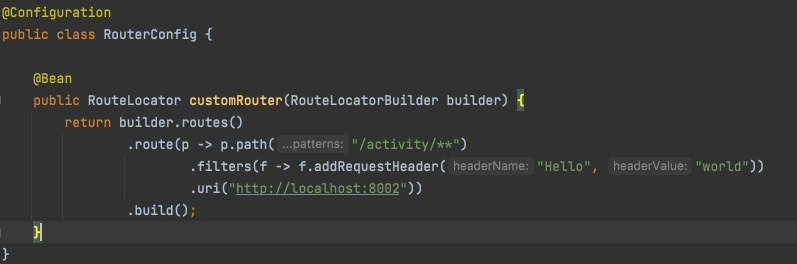 @Configuration
public class RouterConfig {
@Bean
public RouteLocator customRouter(RouteLocatorBuilder builder) {
return builder.routes()
.route(p -> p.path( ...patterns: "/activity/**")
.filters(f -> f.addRequestHeader( headerName: "Hello", headerValue: "world"))
.uri("http://localhost:8002"))
.build();
}
}